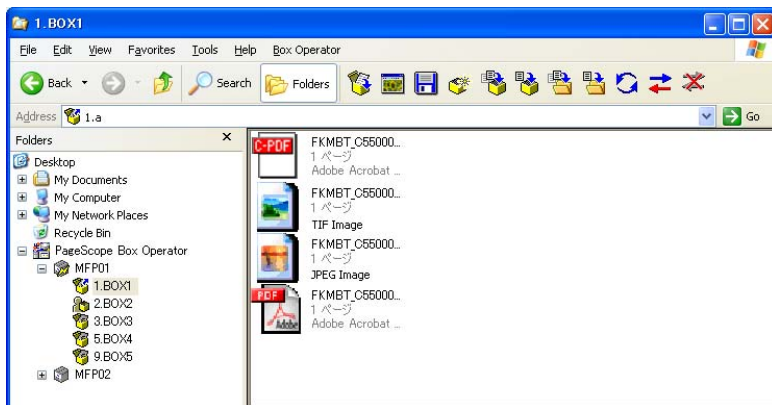 1.BOX1
File Edit View Favorites Tools Help Box Operator
Back Search Folders
Address 1.a Go
Folders x
Desktop
My Documents
My Computer
My Network Places
Recycle Bin
PageScope Box Operator
MFP01
1.BOX1
2.BOX2
3.BOX3
5.BOX4
9.BOX5
MFP02
C-PDF
FKMBT_C55000...
1 ページ
Adobe Acrobat ...
FKMBT_C55000...
1 ページ
TIF Image
FKMBT_C55000...
1 ページ
JPEG Image
PDF
Adobe
FKMBT_C55000...
1 ページ
Adobe Acrobat ...